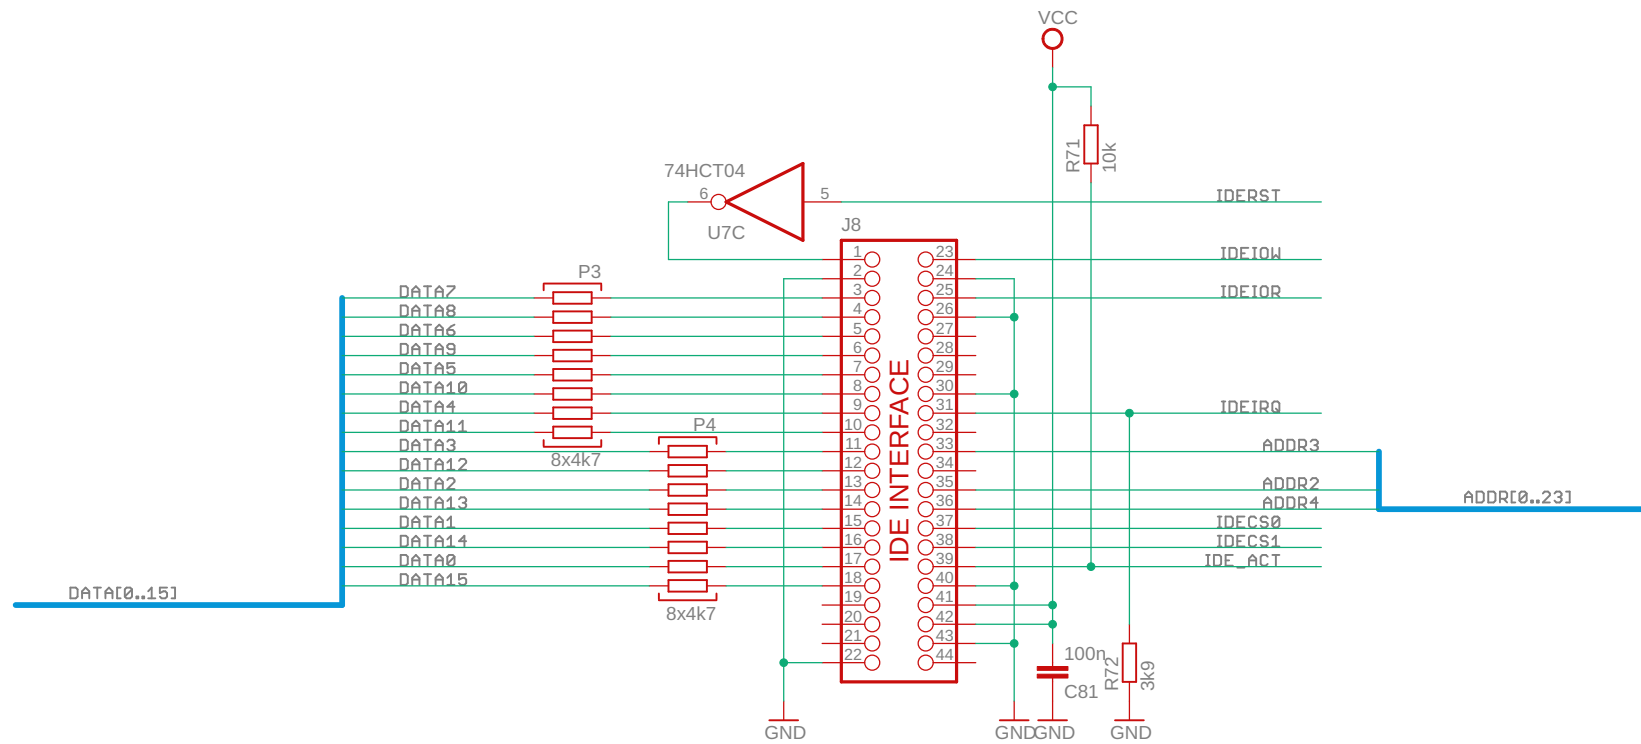 VCC
R71
10k
74HCT04
6
5
IDERST
U7C
J8
1
23
IDEIOW
2
24
P3
DATA7
3
25
IDEIOR
DATA8
4
26
DATA6
5
27
DATA9
6
28
DATA5
7
29
DATA10
8
30
DATA4
9
31
IDEIRQ
DATA11
P4
10
32
DATA3
8x4k7
11
33
ADDR3
DATA12
12
34
DATA2
13
35
ADDR2
ADDR[0..23]
DATA13
14
36
ADDR4
DATA1
15
37
IDECS0
DATA14
16
38
IDECS1
DATA0
17
39
IDE_ACT
DATA15
18
40
IDE INTERFACE
DATA[0..15]
19
41
8x4k7
20
42
21
43
22
44
100n
C81
R72
3k9
GND
GND
GND
GND